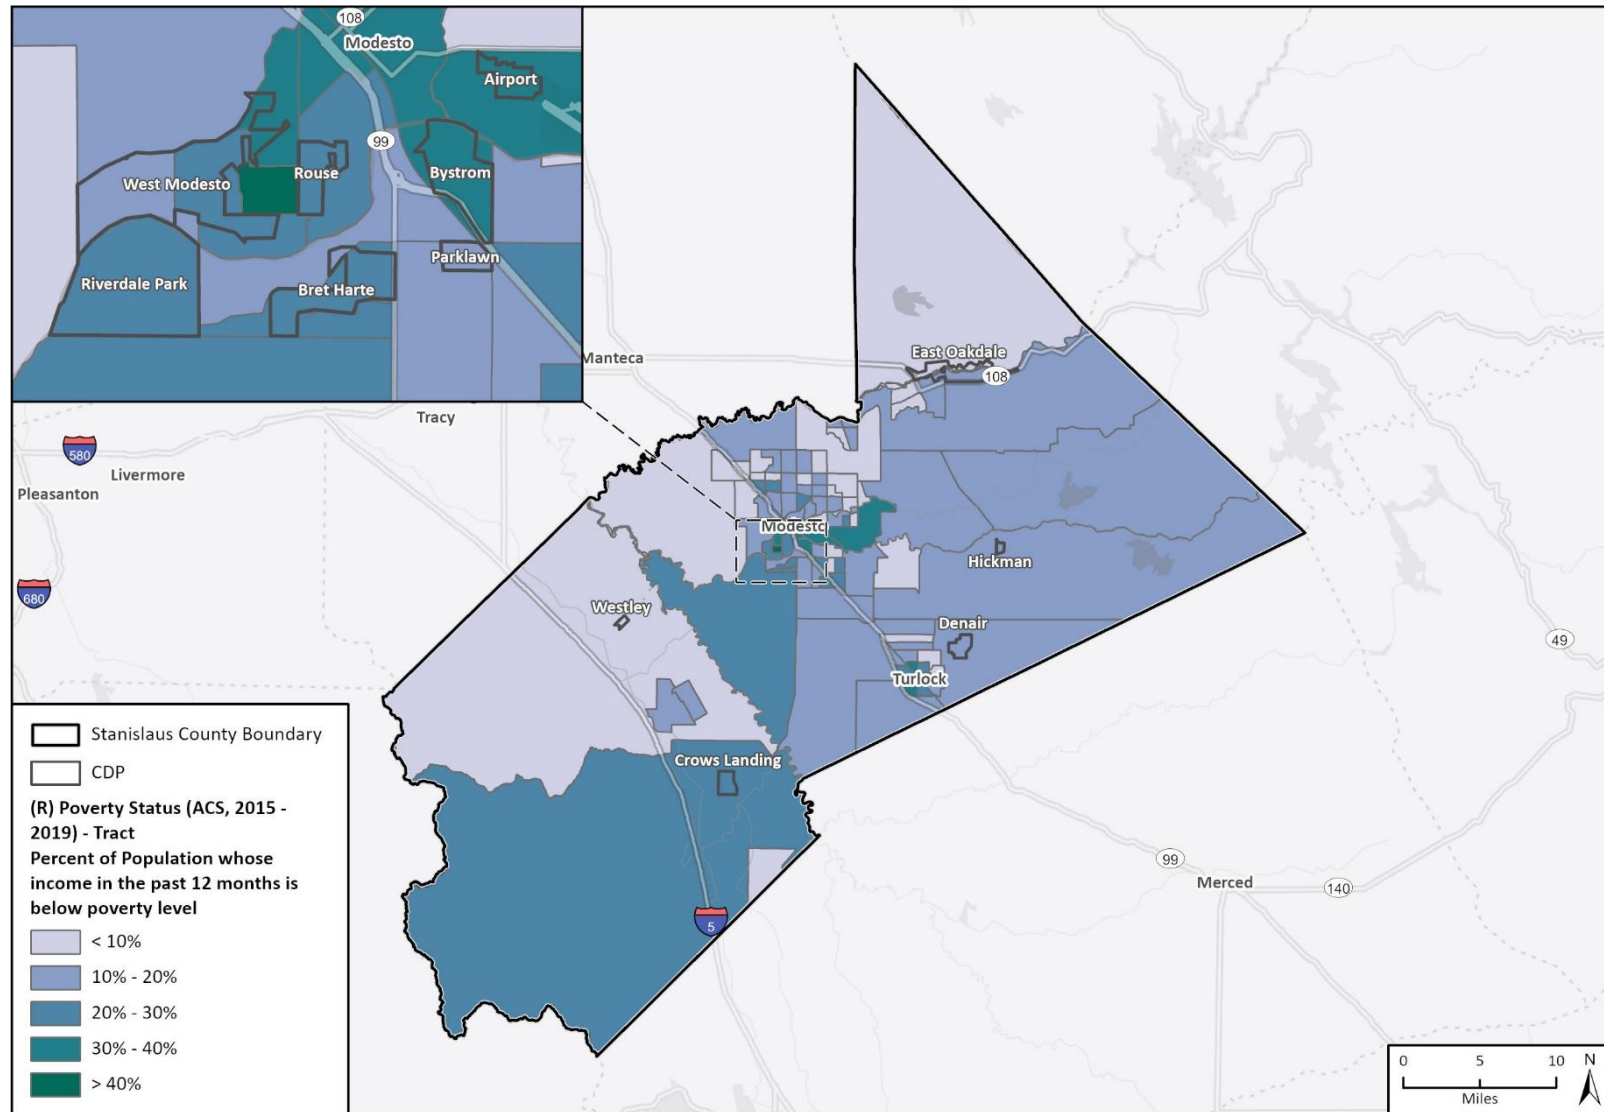 108
Modesto
Airport
99
West Modesto
Rouse
Bystrom
Parklawn
Riverdale Park
Bret Harte
Manteca
Tracy
580
Livermore
Pleasanton
680
East Oakdale
108
Modesto
Hickman
Westley
Denair
Turlock
49
Crows Landing
99
Merced
140
5
Stanislaus County Boundary
CDP
(R) Poverty Status (ACS, 2015 -
2019) - Tract
Percent of Population whose
income in the past 12 months is
below poverty level
< 10%
10% - 20%
20% - 30%
30% - 40%
> 40%
0 5 10
Miles
N